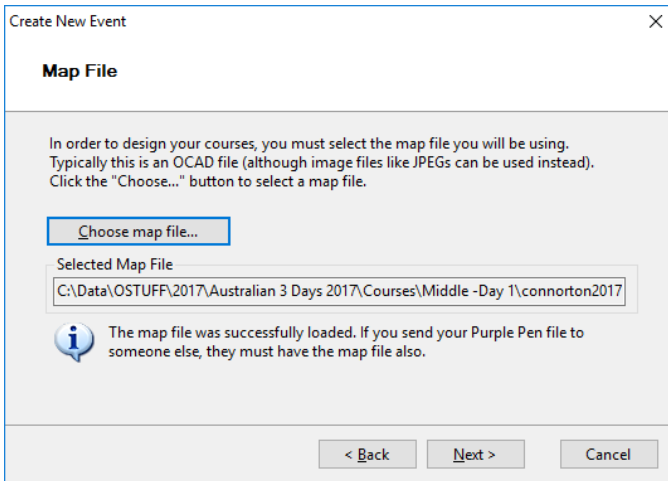 Create New Event
Map File
In order to design your courses, you must select the map file you will be using.
Typically this is an OCAD file (although image files like JPEGs can be used instead).
Click the "Choose..." button to select a map file.
Choose map file...
Selected Map File
C:\Data\OSTUFF\2017\Australian 3 Days 2017\Courses\Middle -Day 1\connorton2017
The map file was successfully loaded. If you send your Purple Pen file to
someone else, they must have the map file also.
< Back Next > Cancel